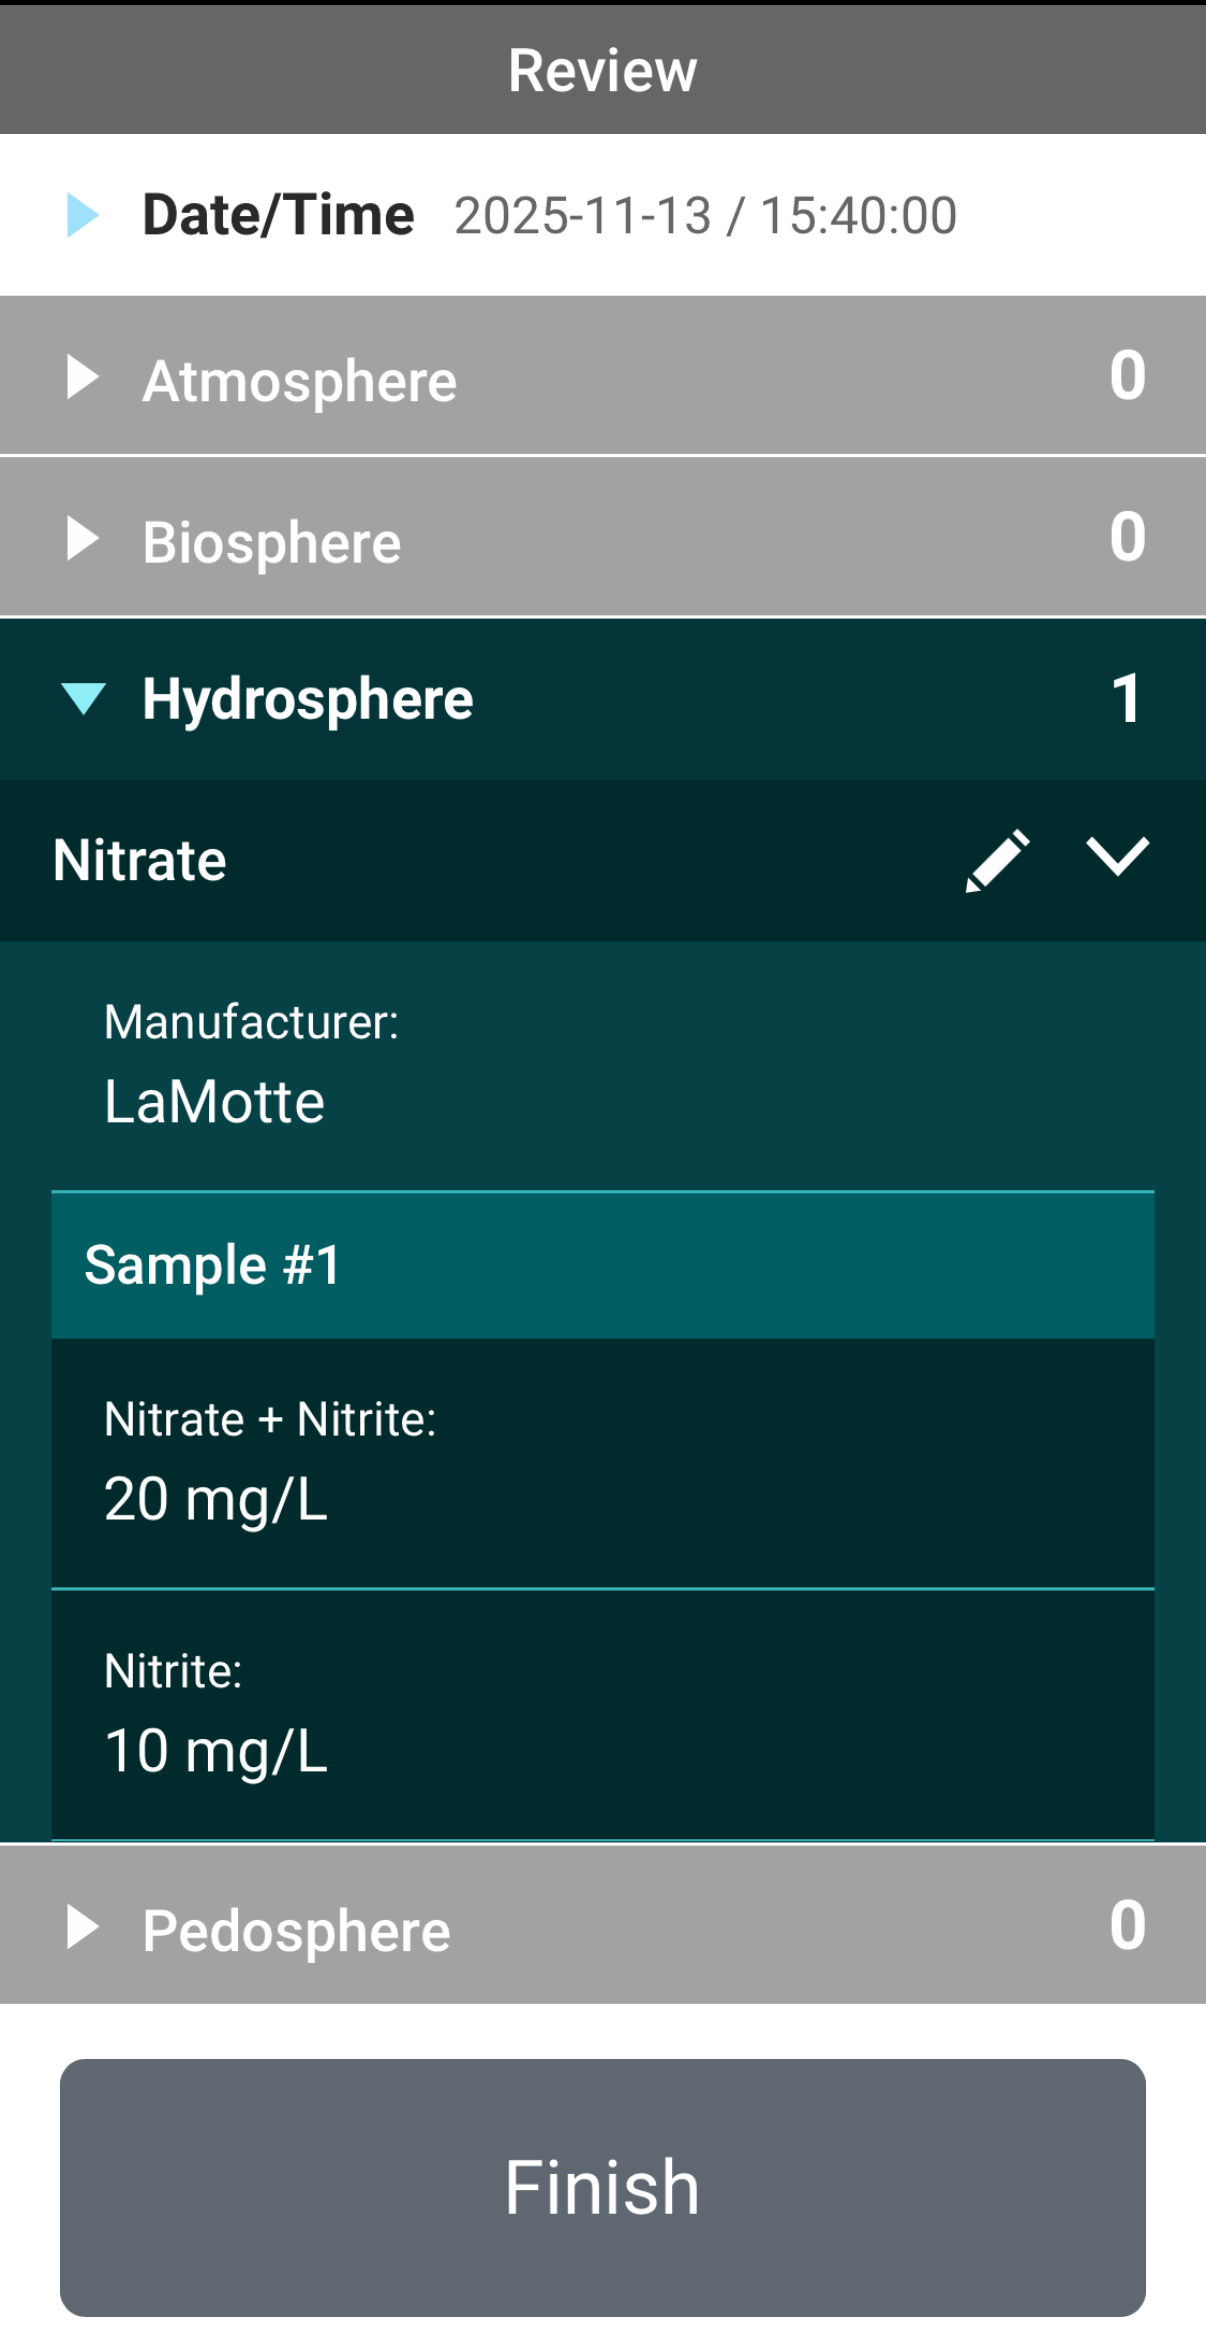 Review
Date/Time 2025-11-13 / 15:40:00
Atmosphere 0
Biosphere 0
Hydrosphere 1
Nitrate
Manufacturer:
LaMotte
Sample #1
Nitrate + Nitrite:
20 mg/L
Nitrite:
10 mg/L
Pedosphere 0
Finish